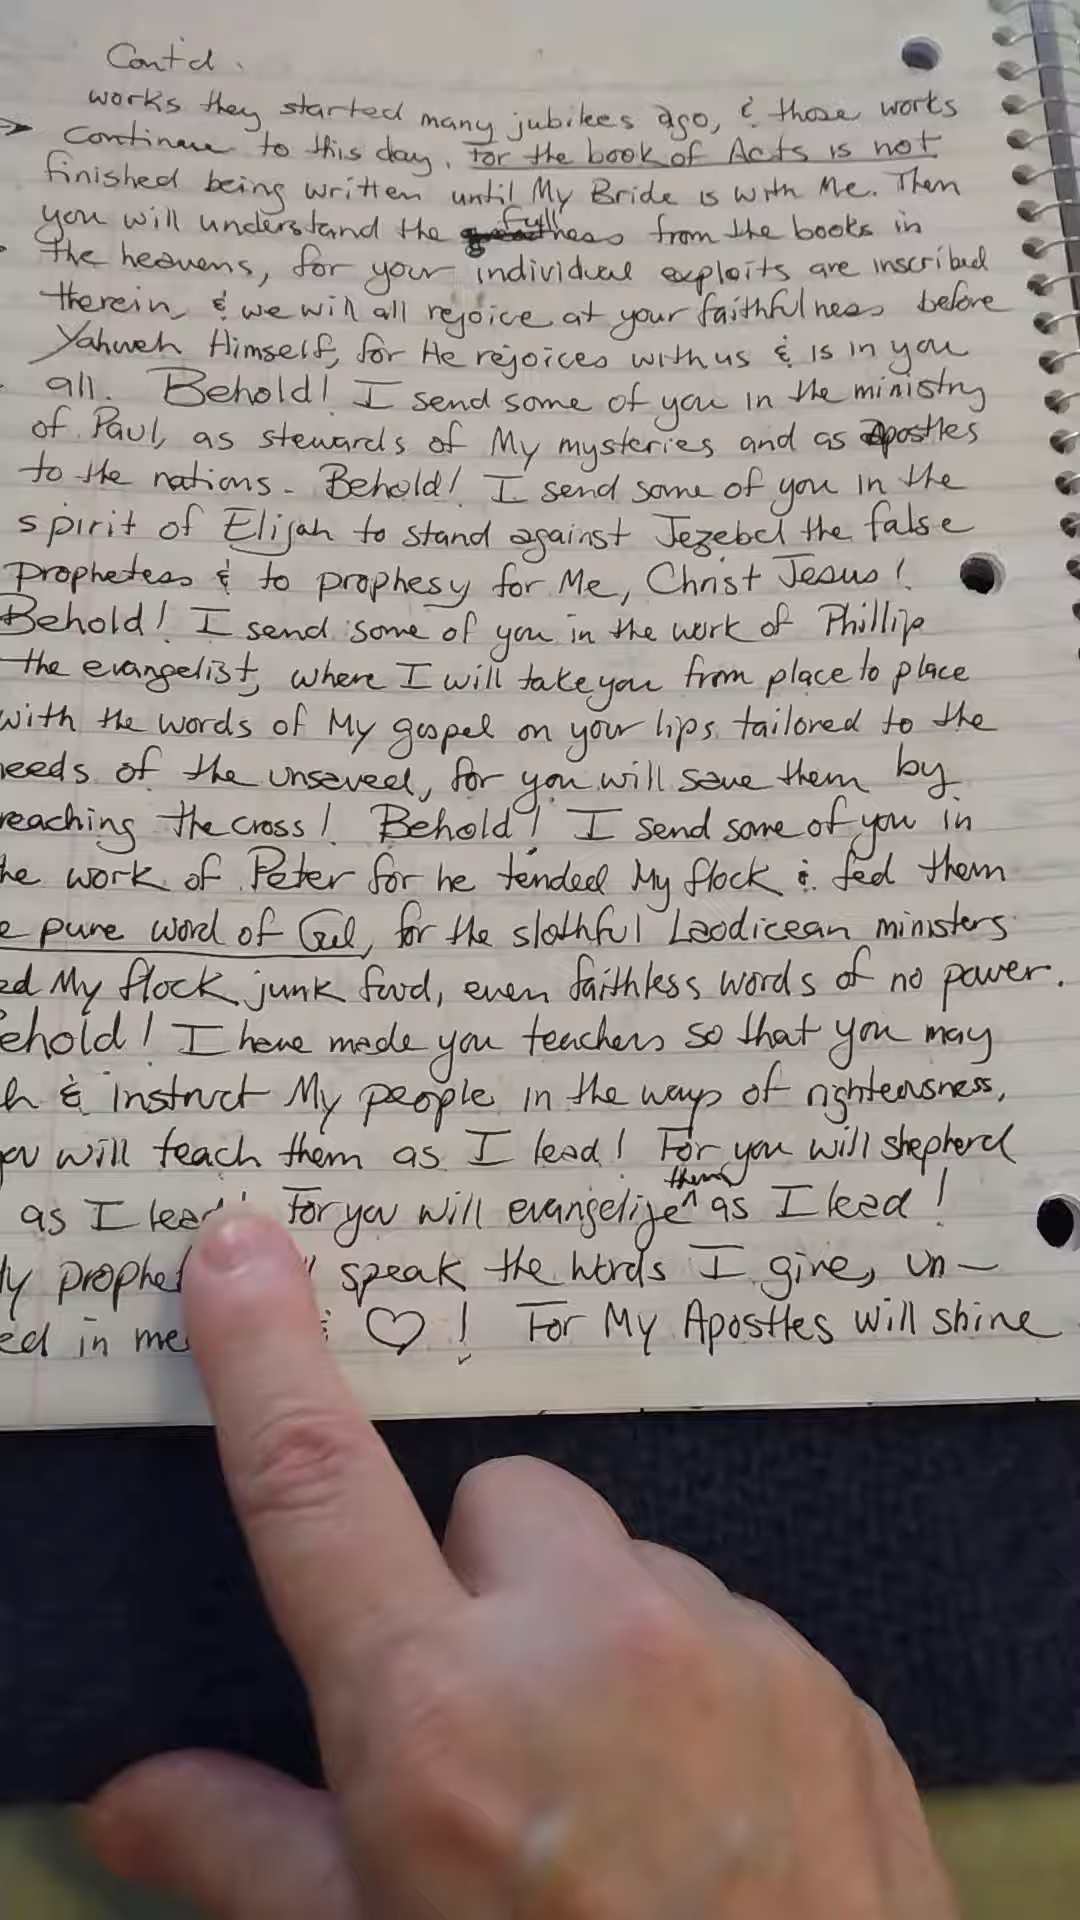 Cont'd.
works they started many jubilees ago, & those works
continue to this day. For the book of Acts is not
finished being written until My Bride is with Me. Then
you will understand the fullness from the books in
the heavens, for your individual exploits are inscribed
therein, & we will all rejoice at your faithfulness before
Yahweh Himself, for He rejoices with us & is in you
all. Behold! I send some of you in the ministry
of Paul, as stewards of My mysteries and as apostles
to the nations. Behold! I send some of you in the
spirit of Elijah to stand against Jezebel the false
prophetess & to prophesy for Me, Christ Jesus!
Behold! I send some of you in the work of Phillip
the evangelist, where I will take you from place to place
with the words of My gospel on your lips tailored to the
needs of the unsaved, for you will save them by
reaching the cross! Behold! I send some of you in
he work of Peter for he tended My flock & fed them
e pure word of God, for the slothful Laodicean ministers
ed My flock junk food, even faithless words of no power.
ehold! I have made you teachers so that you may
h & instruct My people in the ways of righteousness,
ou will teach them as I lead! For you will shepherd
as I lead! For you will evangelize them as I lead!
ly prophet speak the words I give, un-
ed in me & ♡! For My Apostles will shine